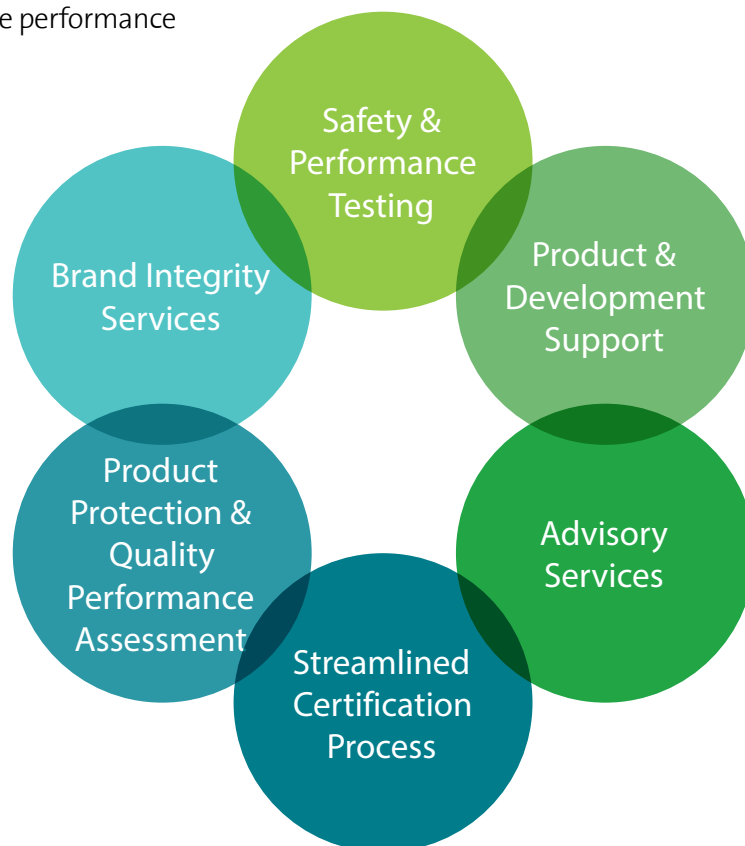 e performance
Safety &
Performance
Testing
Product &
Development
Support
Advisory
Services
Streamlined
Certification
Process
Product
Protection &
Quality
Performance
Assessment
Brand Integrity
Services